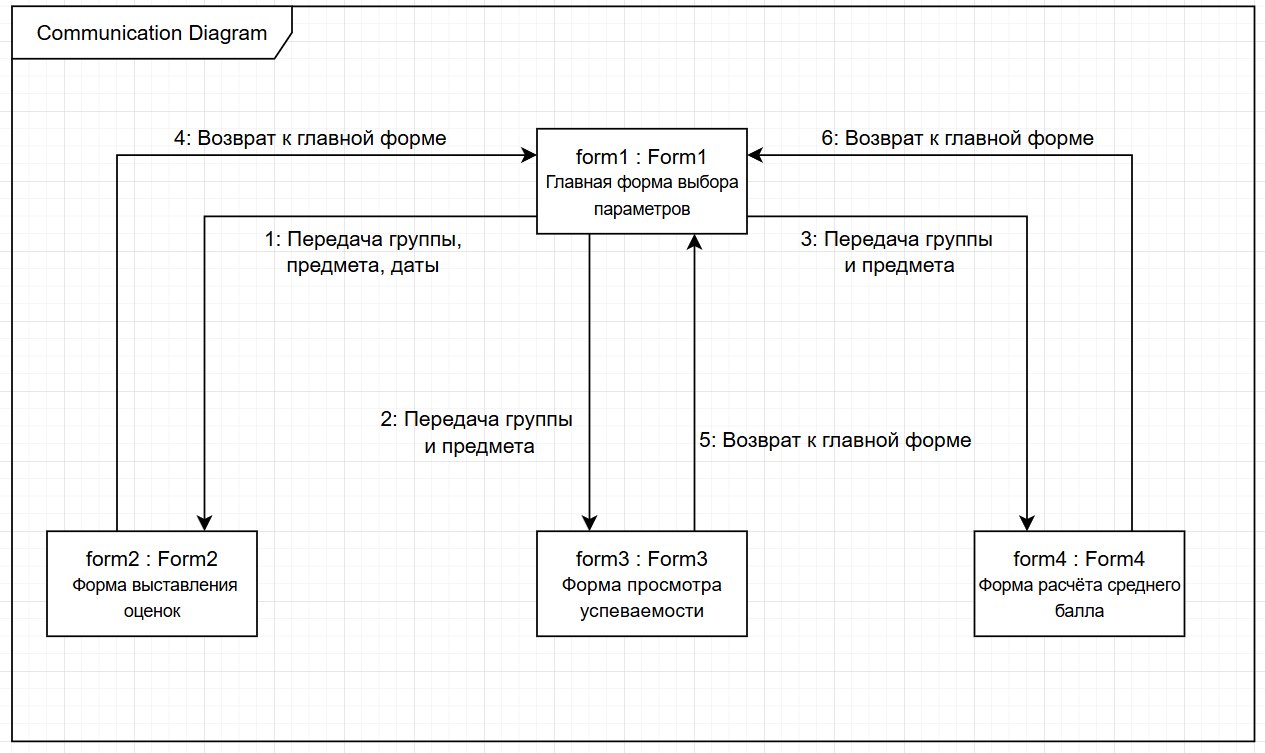 Communication Diagram
4: Возврат к главной форме
6: Возврат к главной форме
form1 : Form1
Главная форма выбора
параметров
1: Передача группы,
предмета, даты
3: Передача группы
и предмета
2: Передача группы
и предмета
5: Возврат к главной форме
form2 : Form2
Форма выставления
оценок
form3 : Form3
Форма просмотра
успеваемости
form4 : Form4
Форма расчёта среднего
балла